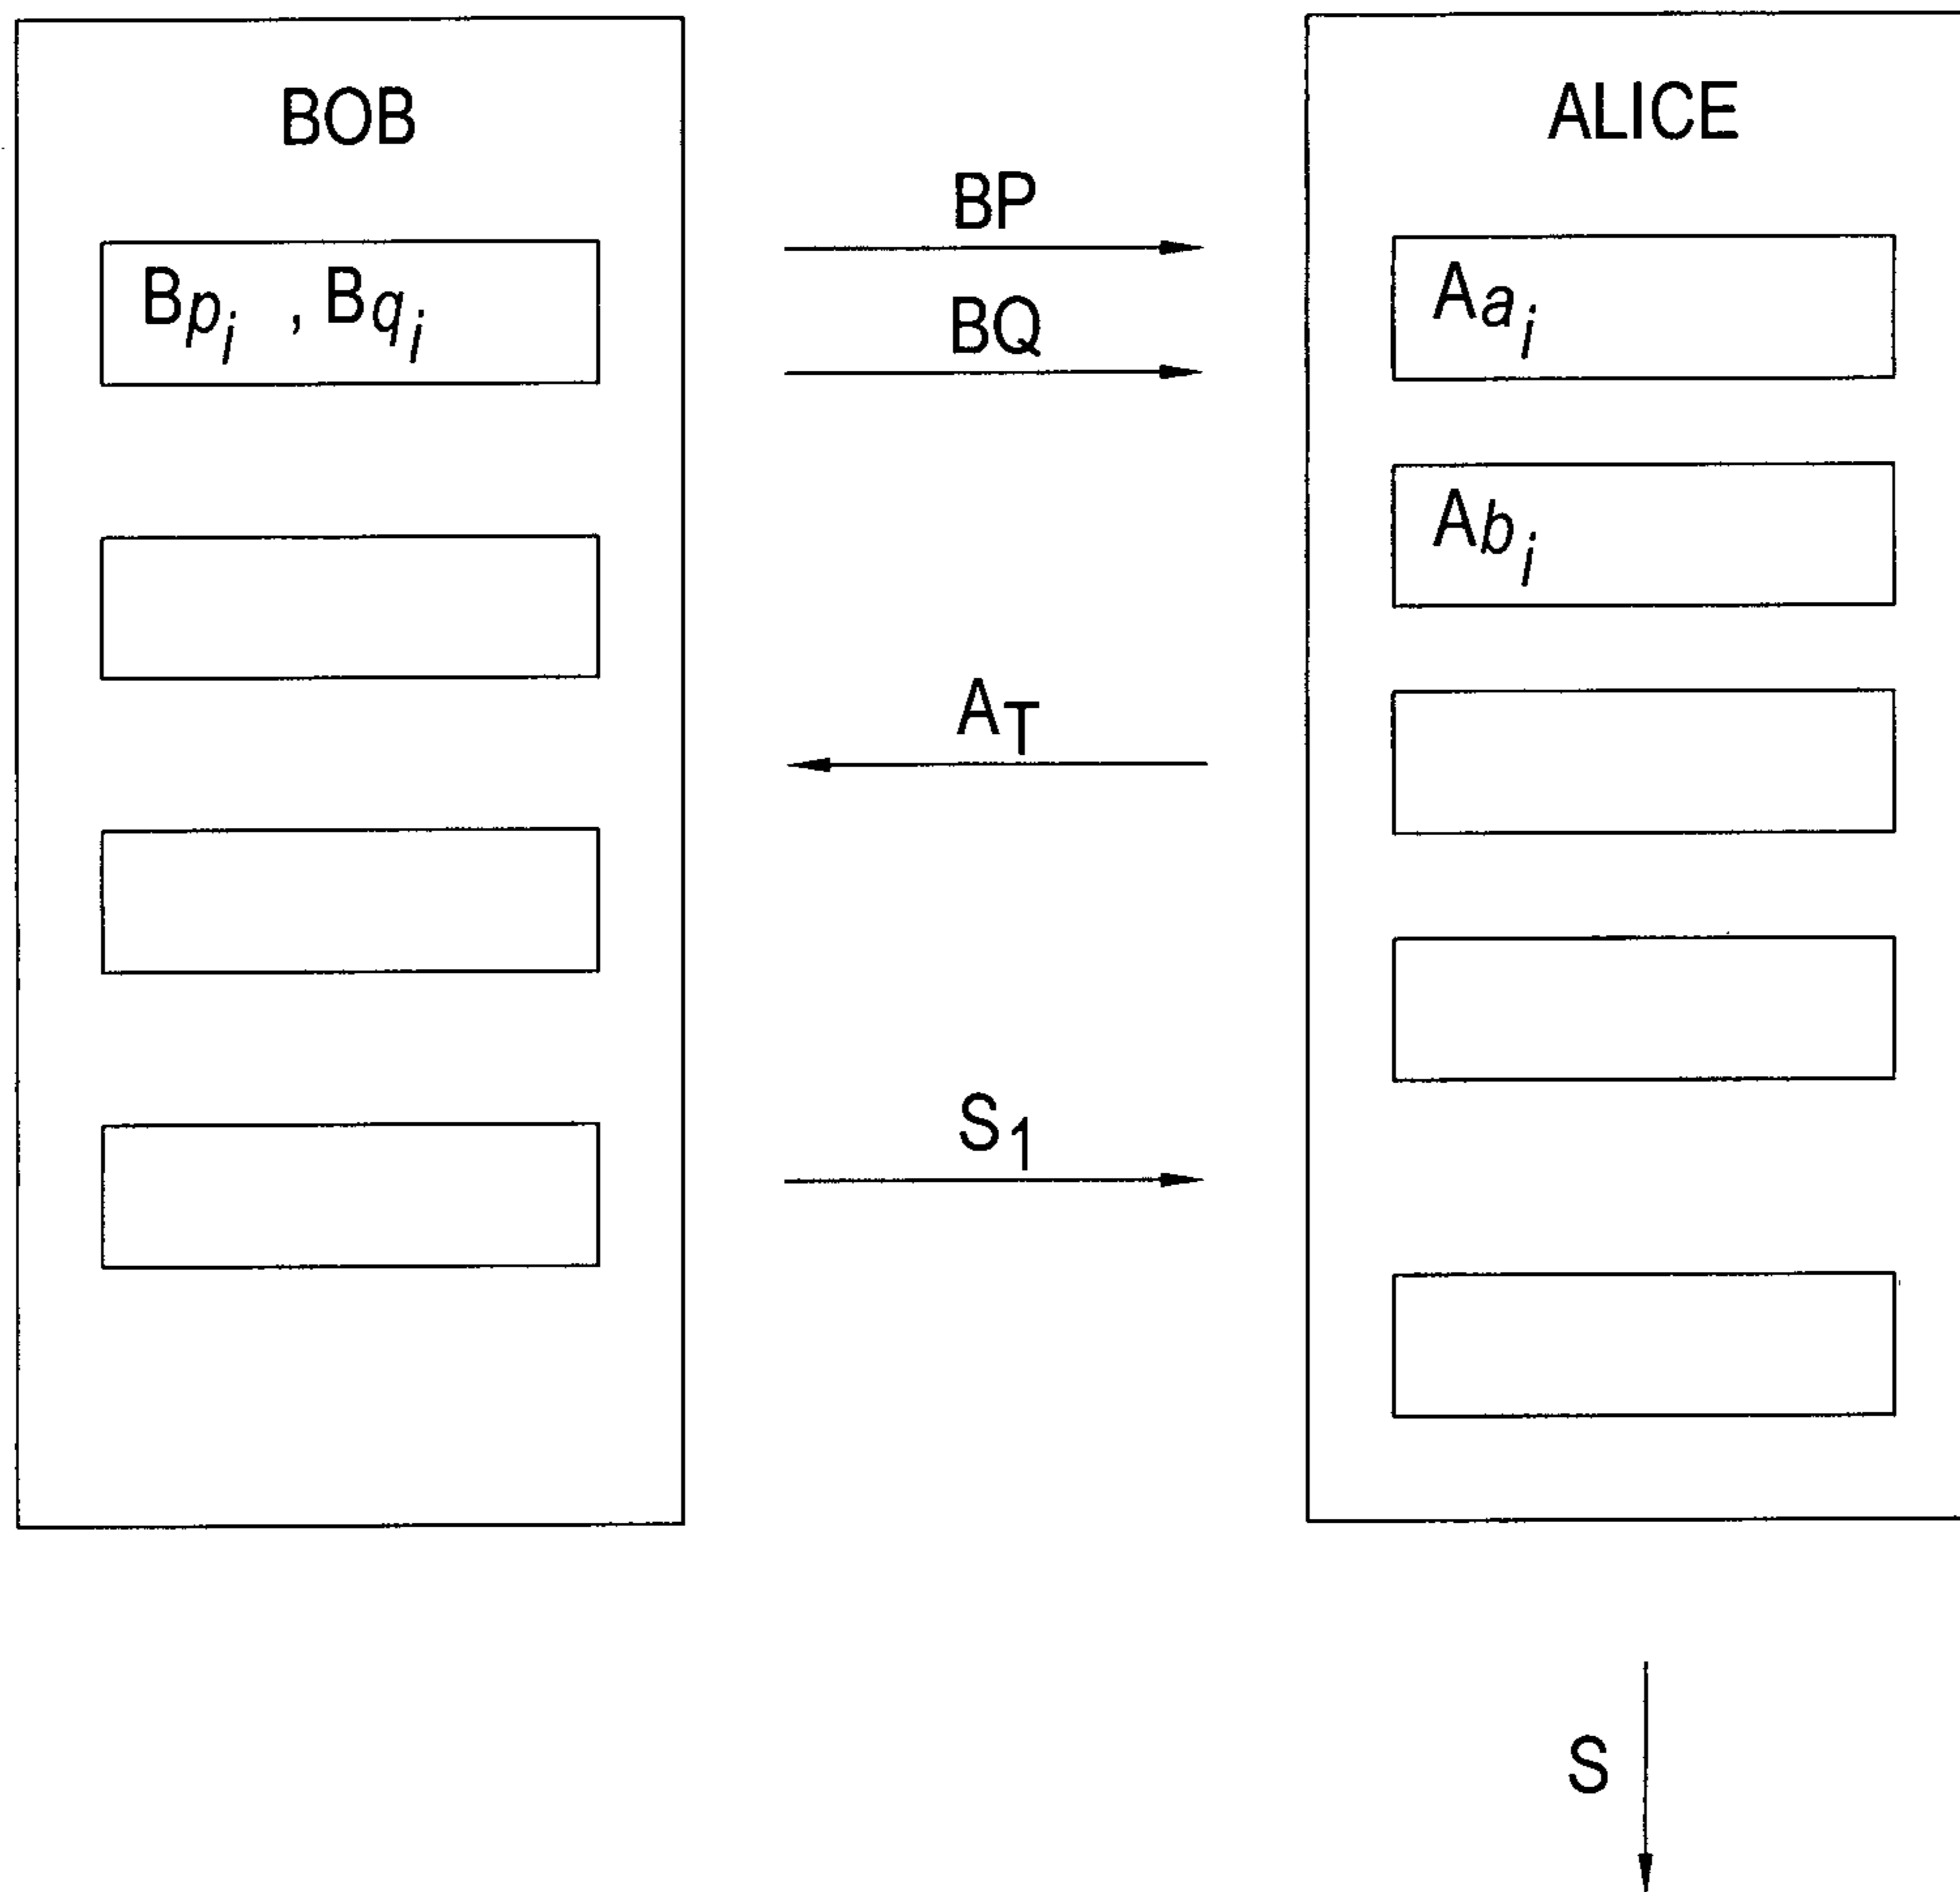 BOB
Bpi , Bqi
BP
BQ
AT
S1
ALICE
Aai
Abi
S